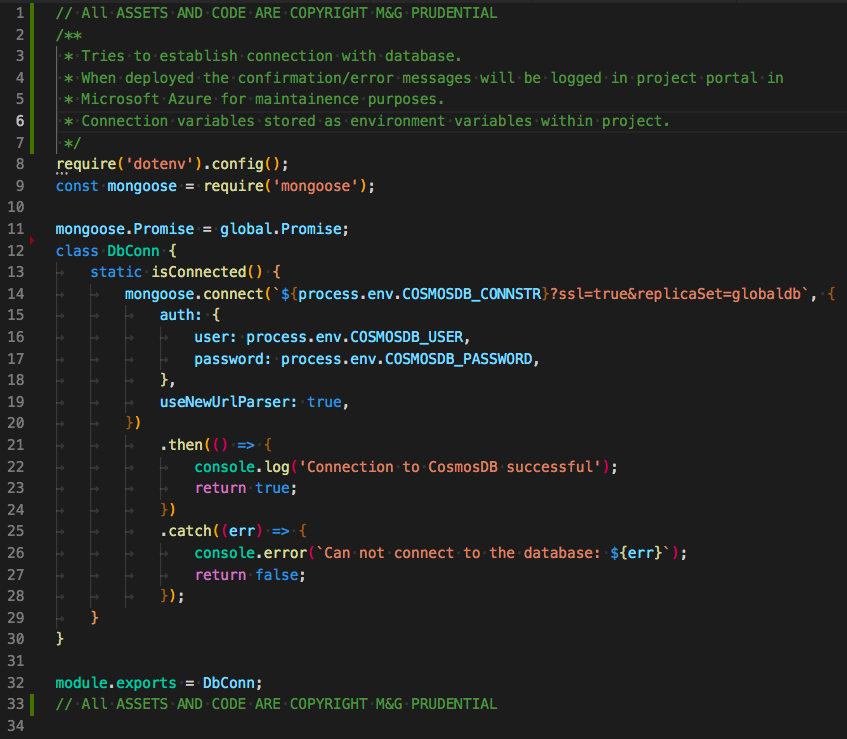 1 // All ASSETS AND CODE ARE COPYRIGHT M&G PRUDENTIAL
2 /**
3 * Tries to establish connection with database.
4 * When deployed the confirmation/error messages will be logged in project portal in
5 * Microsoft Azure for maintainence purposes.
6 * Connection variables stored as environment variables within project.
7 */
8 require('dotenv').config();
9 const mongoose = require('mongoose');
10
11 mongoose.Promise = global.Promise;
12 class DbConn {
13 static isConnected() {
14 mongoose.connect(`${process.env.COSMOSDB_CONNSTR}?ssl=true&replicaSet=globaldb`, {
15 auth: {
16 user: process.env.COSMOSDB_USER,
17 password: process.env.COSMOSDB_PASSWORD,
18 },
19 useNewUrlParser: true,
20 })
21 .then(() => {
22 console.log('Connection to CosmosDB successful');
23 return true;
24 })
25 .catch((err) => {
26 console.error(`Can not connect to the database: ${err}`);
27 return false;
28 });
29 }
30 }
31
32 module.exports = DbConn;
33 // All ASSETS AND CODE ARE COPYRIGHT M&G PRUDENTIAL
34